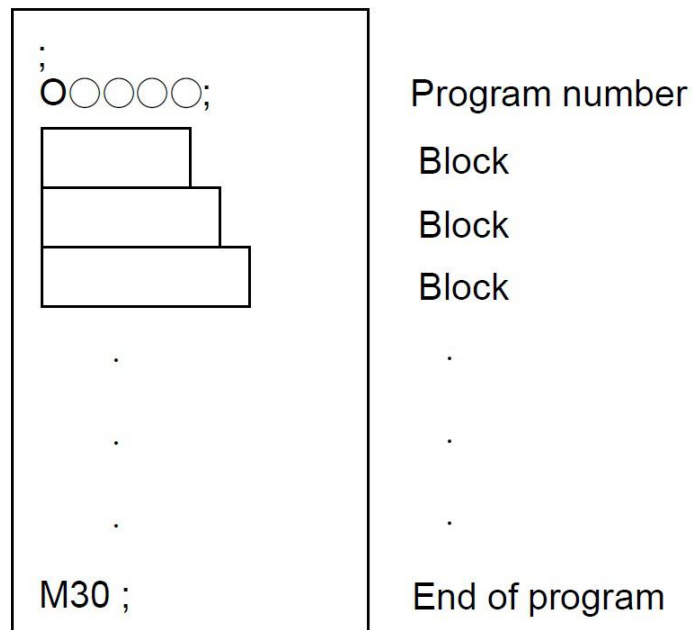 ;
O○○○○; Program number
Block
Block
Block
. .
. .
. .
M30 ; End of program